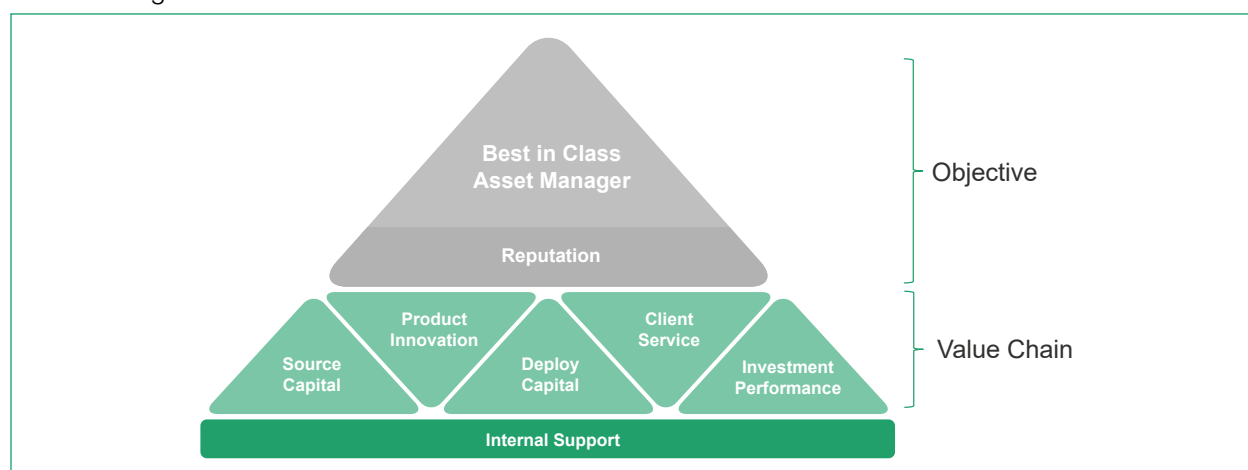 Best in Class
Asset Manager
Objective
Reputation
Product
Innovation
Client
Service
Value Chain
Source
Capital
Deploy
Capital
Investment
Performance
Internal Support